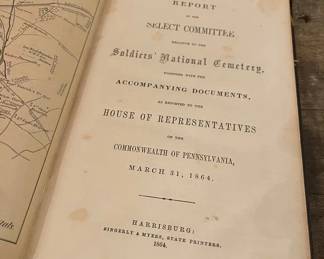 REPORT
OF THE
SELECT COMMITTEE
RELATIVE TO THE
Soldiers' National Cemetery,
TOGETHER WITH THE
ACCOMPANYING DOCUMENTS,
AS REPORTED TO THE
HOUSE OF REPRESENTATIVES
OF THE
COMMONWEALTH OF PENNSYLVANIA,
MARCH 31, 1864.
HARRISBURG:
SINGERLY & MYERS, STATE PRINTERS.
1864.